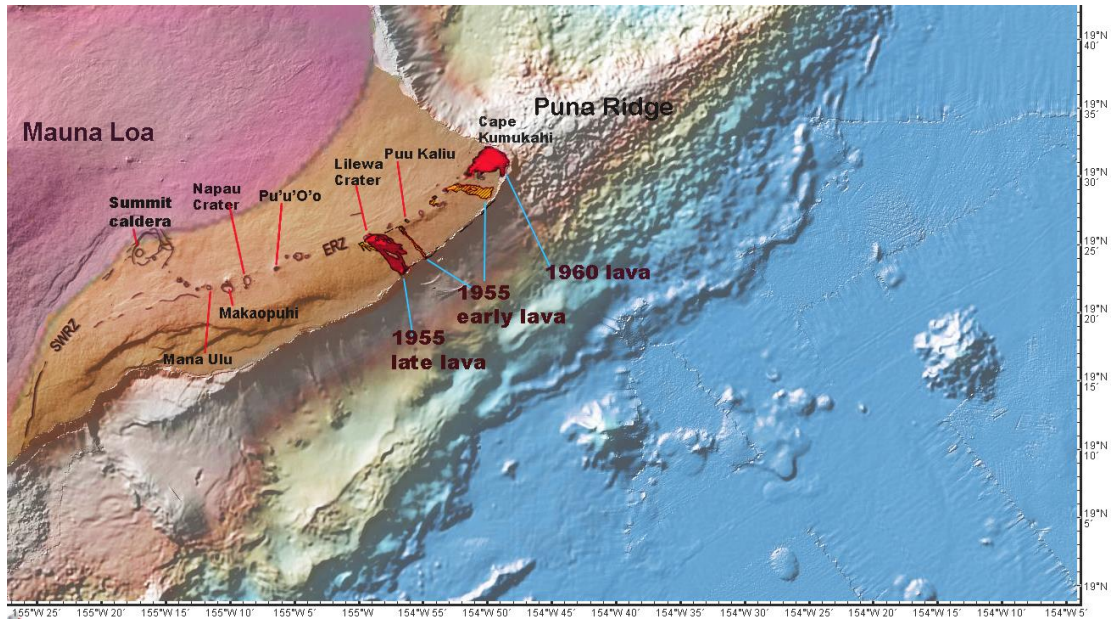 Mauna Loa
Puna Ridge
Cape
Kumukahi
Puu Kaliu
Lilewa
Crater
Napau
Crater
Pu'u'O'o
Summit
caldera
ERZ
SWRZ
Makaopuhi
Mana Ulu
1960 lava
1955
early lava
1955
late lava
19°N
40´
19°N
35´
19°N
30´
19°N
25´
19°N
20´
19°N
15´
19°N
10´
19°N
5´
19°N
155°W 25´ 155°W 20´ 155°W 15´ 155°W 10´ 155°W 5´ 155°W 154°W 55´ 154°W 50´ 154°W 45´ 154°W 40´ 154°W 35´ 154°W 30´ 154°W 25´ 154°W 20´ 154°W 15´ 154°W 10´ 154°W 5´